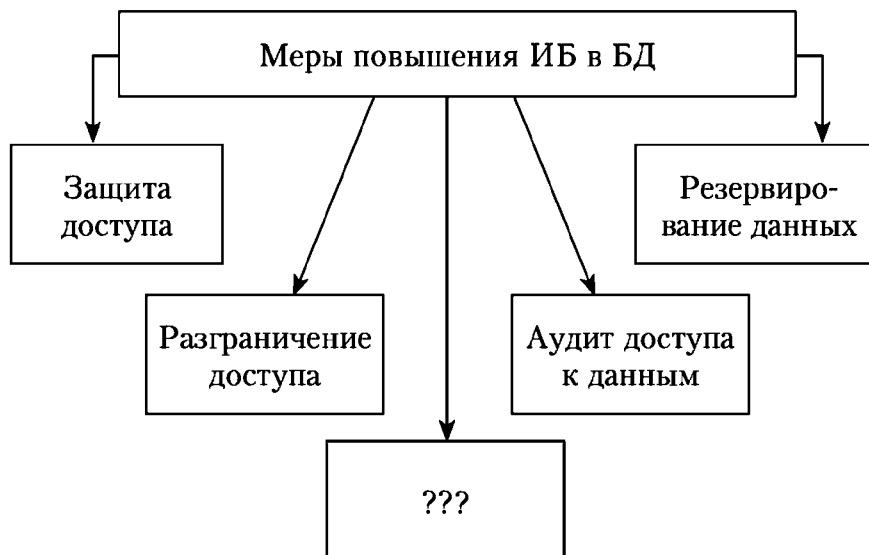 Меры повышения ИБ в БД
Защита
доступа
Резервиро-
вание данных
Разграничение
доступа
Аудит доступа
к данным
???